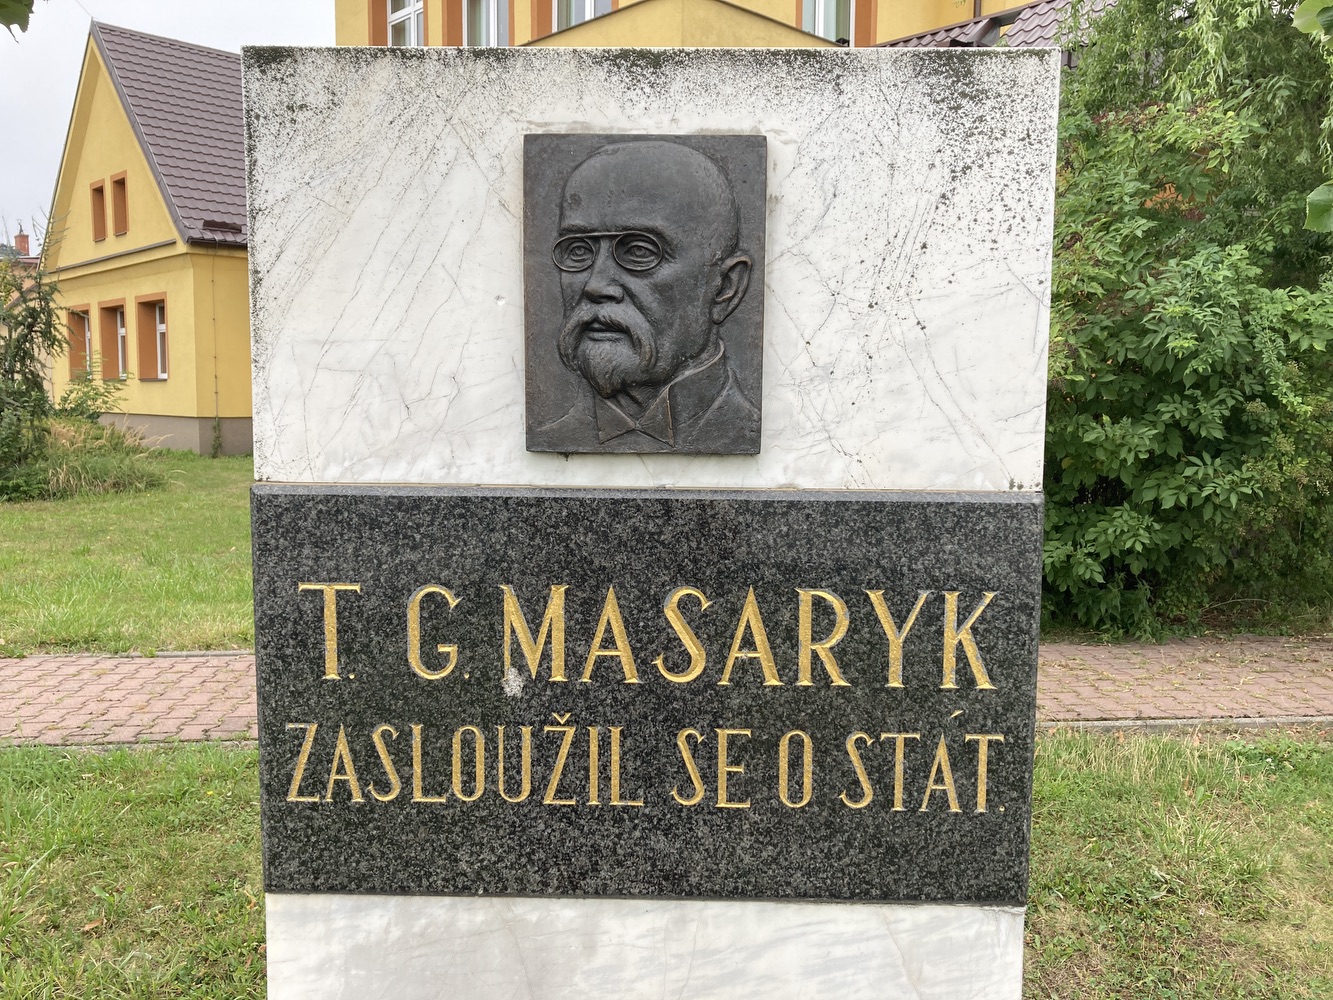 T. G. MASARYK
ZASLOUŽIL SE O STÁT.